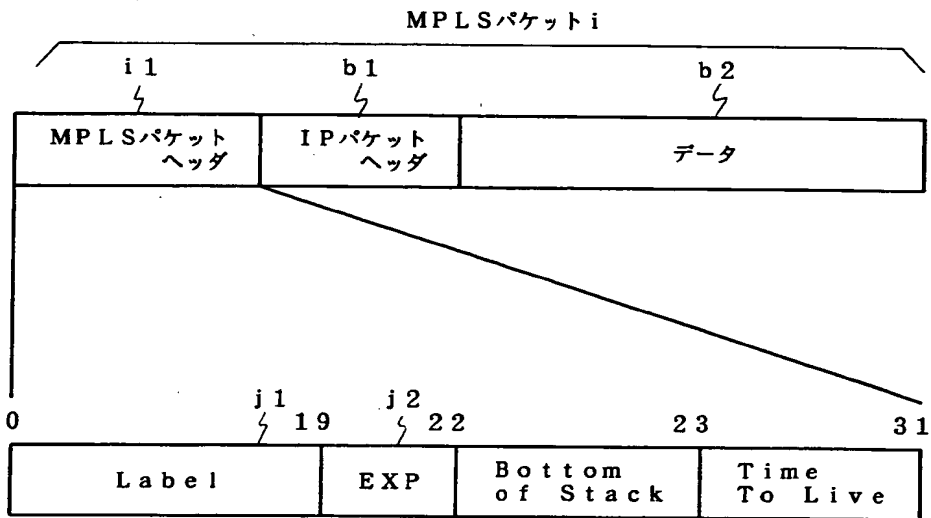 MPLSパケットi
i1 b1 b2
MPLSパケット
ヘッダ
IPパケット
ヘッダ
データ
0 j1 19 j2 22 23 31
Label
EXP
Bottom
of Stack
Time
To Live